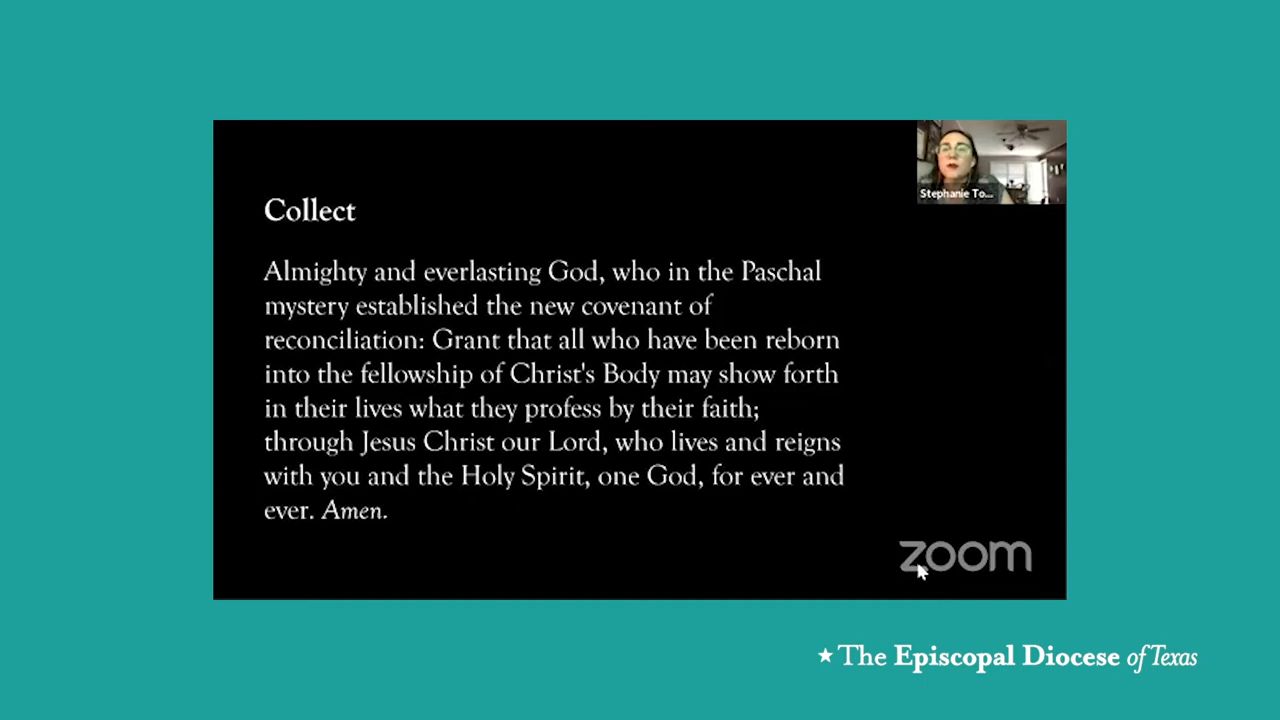 Stephanie To...
Collect
Almighty and everlasting God, who in the Paschal
mystery established the new covenant of
reconciliation: Grant that all who have been reborn
into the fellowship of Christ's Body may show forth
in their lives what they profess by their faith;
through Jesus Christ our Lord, who lives and reigns
with you and the Holy Spirit, one God, for ever and
ever. Amen.
zoom
The Episcopal Diocese of Texas